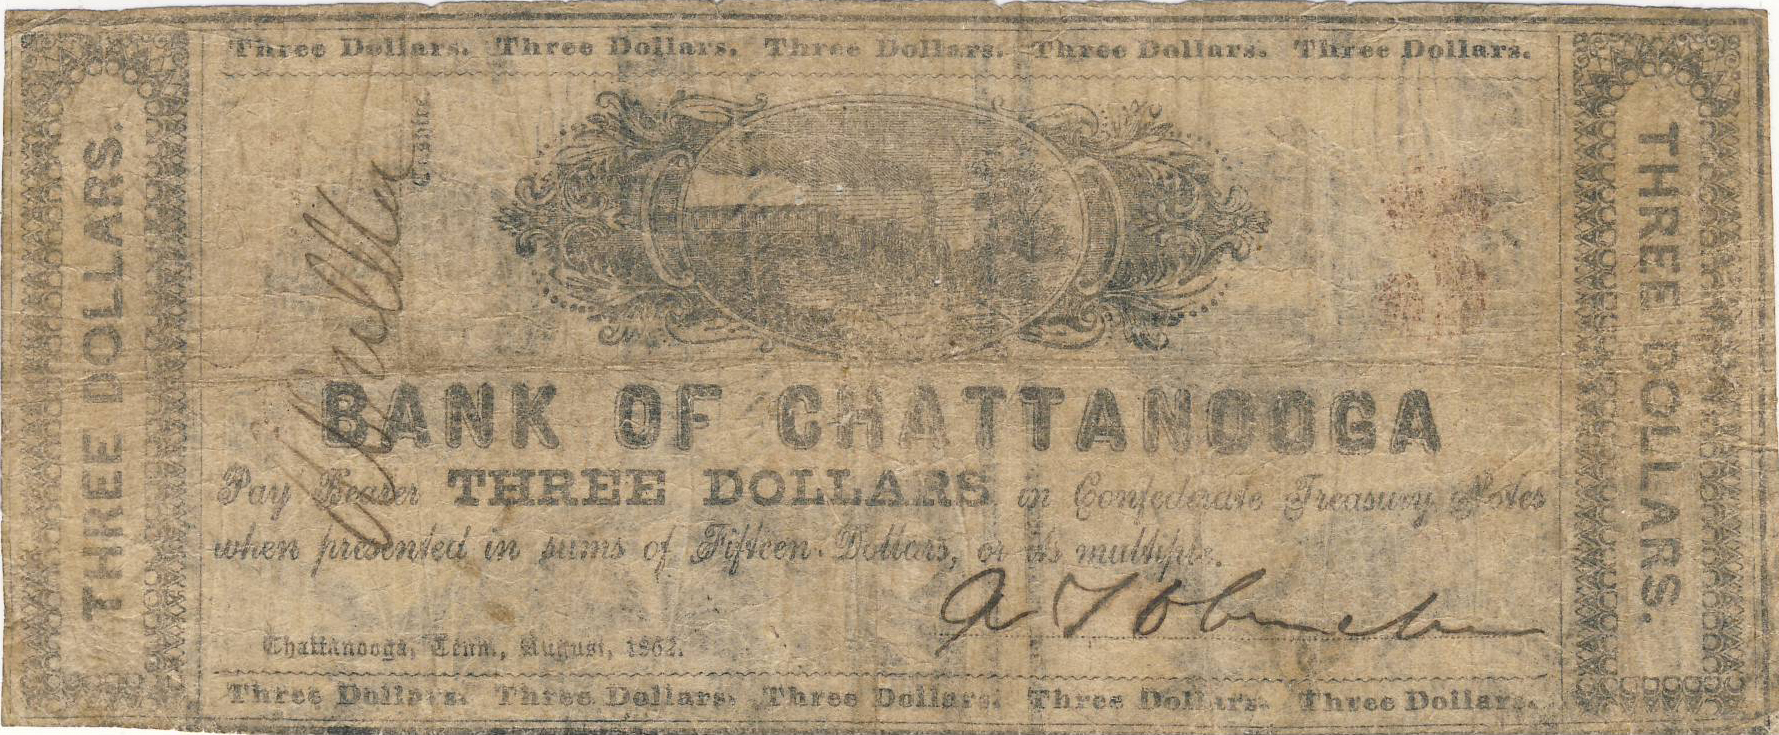 Three Dollars. Three Dollars. Three Dollars. Three Dollars. Three Dollars.
THREE DOLLARS.
Cashier.
BANK OF CHATTANOOGA
Pay Bearer THREE DOLLARS in Confederate Treasury Notes
when presented in sums of Fifteen Dollars, or its multiple.
Chattanooga, Tenn., August, 1862.
THREE DOLLARS.
Three Dollars. Three Dollars. Three Dollars. Three Dollars. Three Dollars.